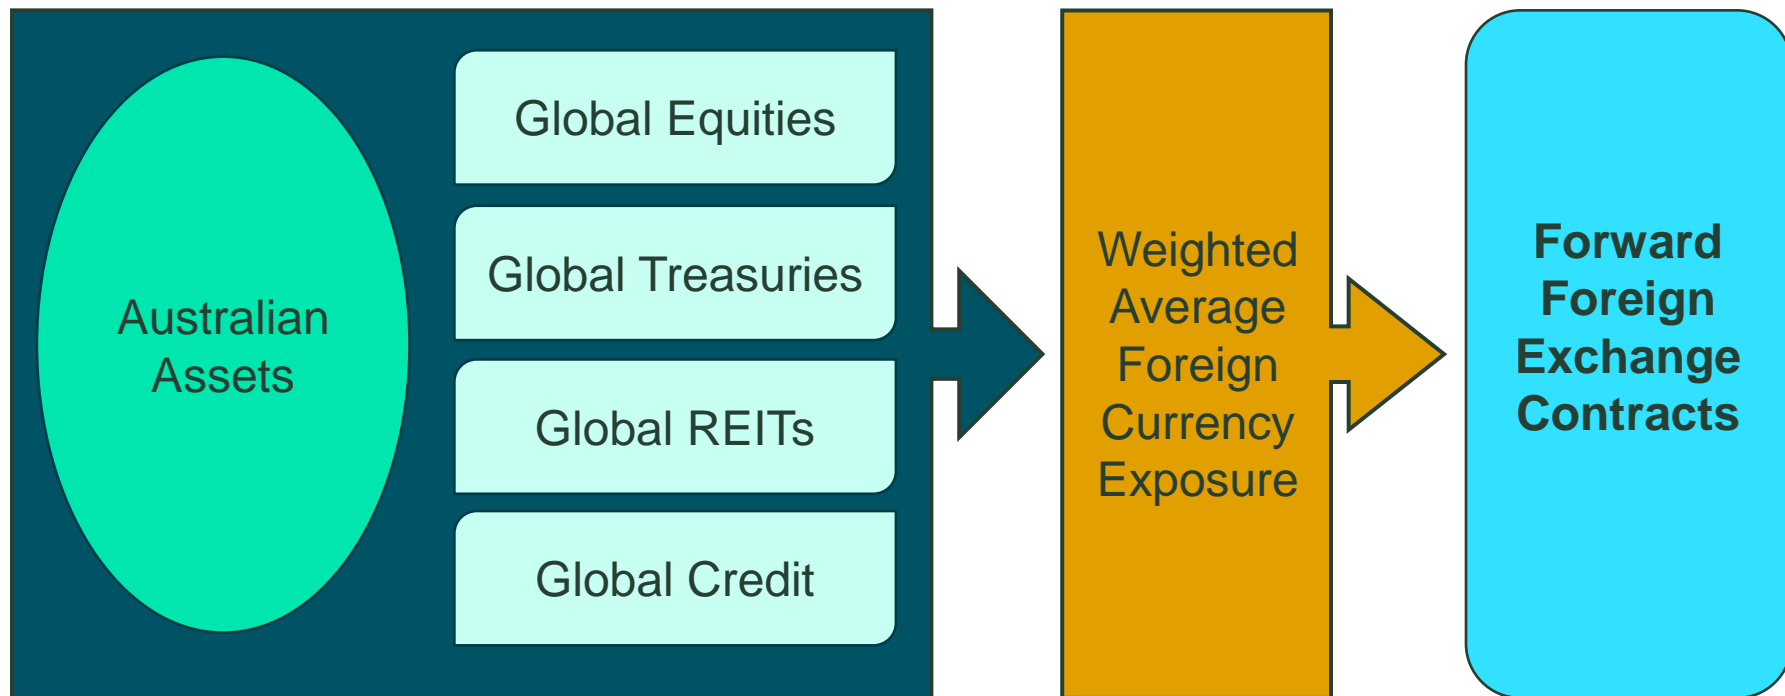 Australian
Assets
Global Equities
Global Treasuries
Global REITs
Global Credit
Weighted
Average
Foreign
Currency
Exposure
Forward
Foreign
Exchange
Contracts